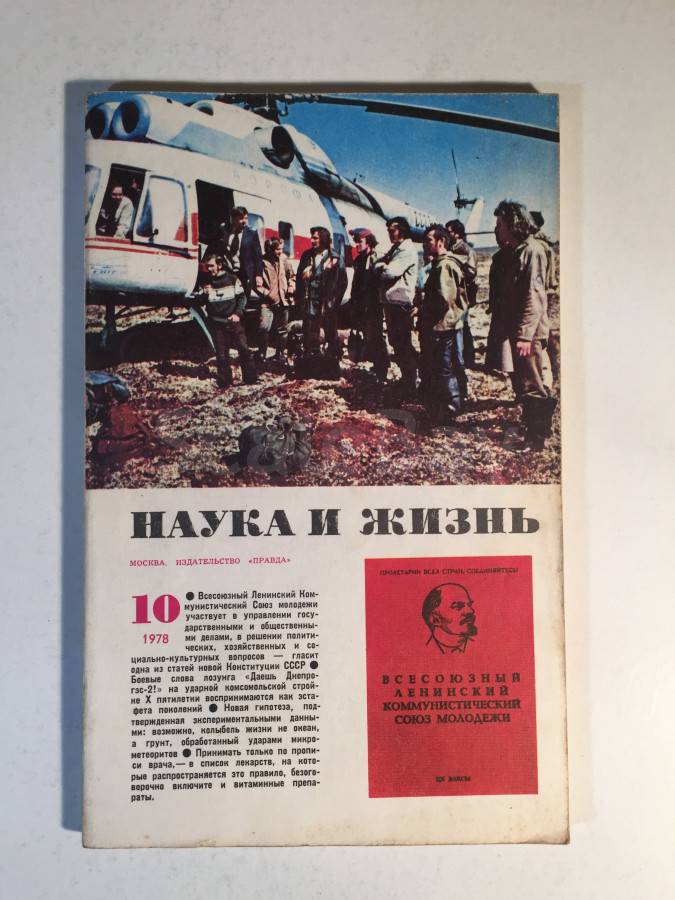 НАУКА И ЖИЗНЬ
МОСКВА. ИЗДАТЕЛЬСТВО «ПРАВДА»
10
1978
● Всесоюзный Ленинский Ком-
мунистический Союз молодежи
участвует в управлении госу-
дарственными и общественны-
ми делами, в решении полити-
ческих, хозяйственных и со-
циально-культурных вопросов — гласит
одна из статей новой Конституции СССР ●
Боевые слова лозунга «Даешь Днепро-
гэс-2!» на ударной комсомольской строй-
ке X пятилетки воспринимаются как эста-
фета поколений ● Новая гипотеза, под-
твержденная экспериментальными данны-
ми: возможно, колыбель жизни не океан,
а грунт, обработанный ударами микро-
метеоритов ● Принимать только по пропи-
си врача,— в список лекарств, на кото-
рые распространяется это правило, безого-
ворочно включите и витаминные препа-
раты.
ПРОЛЕТАРИИ ВСЕХ СТРАН, СОЕДИНЯЙТЕСЬ!
ВСЕСОЮЗНЫЙ
ЛЕНИНСКИЙ
КОММУНИСТИЧЕСКИЙ
СОЮЗ МОЛОДЕЖИ
ЦК ВЛКСМ